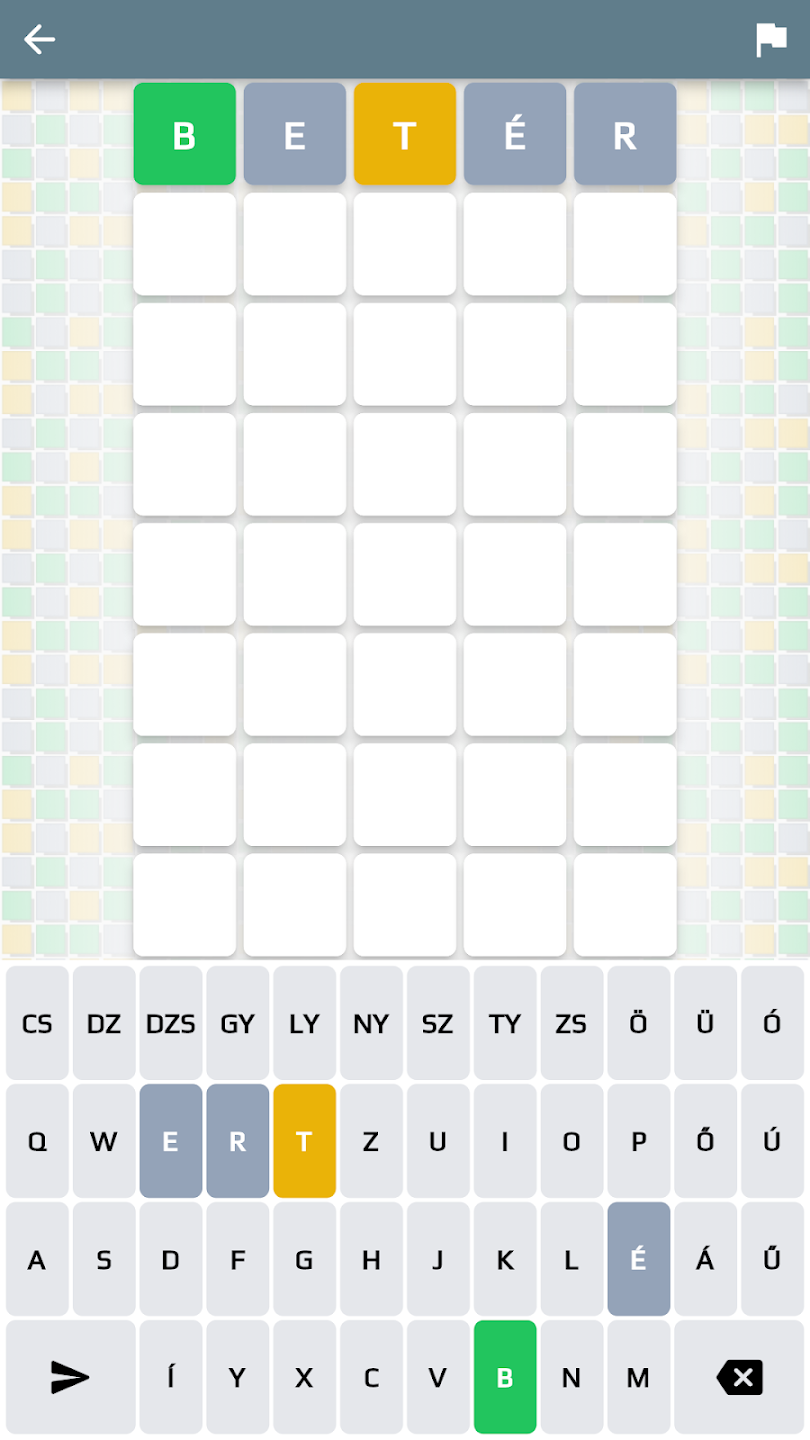 B E T É R
CS DZ DZS GY LY NY SZ TY ZS Ö Ü Ó
Q W E R T Z U I O P Ő Ú
A S D F G H J K L É Á Ű
Í Y X C V B N M